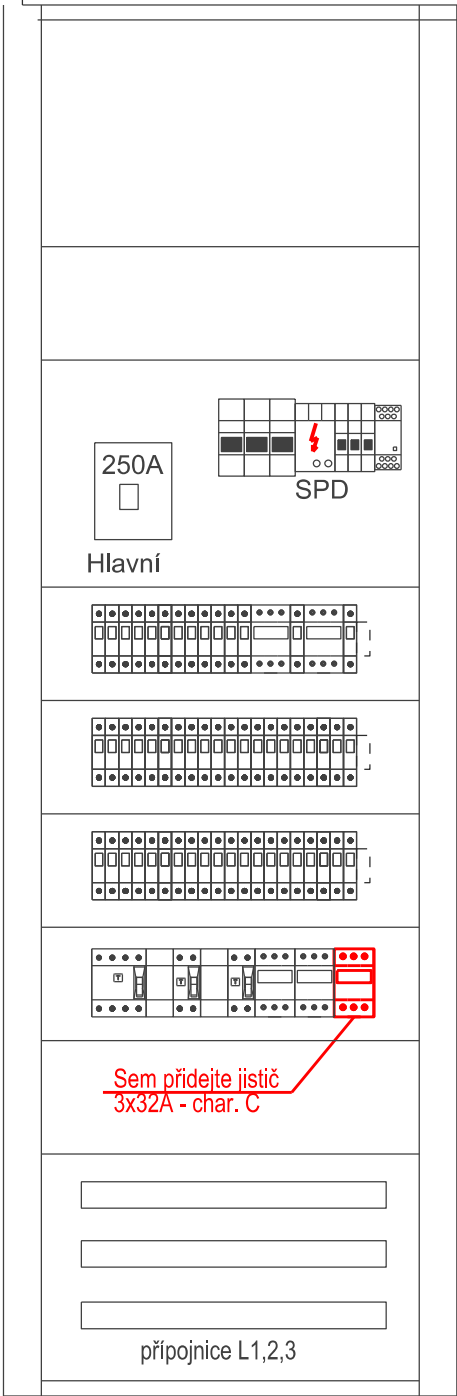 250A
SPD
Hlavní
T
T
T
Sem přidejte jistič
3x32A - char. C
přípojnice L1,2,3